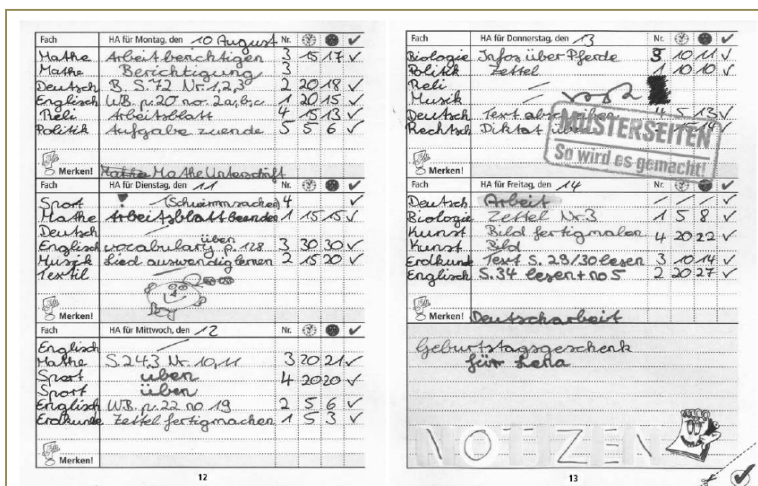 Fach HA für Montag, den 10 August Nr.
Mathe Arbeit berichtigen 3 15 17 ✓
Mathe Berichtigung 3
Deutsch B. S.72 Nr.1,2,3 2 20 18 ✓
Englisch WB. p.20 no. 2a,b,c 1 20 15 ✓
Reli Arbeitsblatt 4 15 13 ✓
Politik Aufgabe zuende 5 5 6 ✓
Merken! Mathe Mathe Unterschrift
Fach HA für Dienstag, den 11 Nr.
Sport ! (Schwimmsachen) 4 ✓
Mathe Arbeitsblatt beenden 1 15 15 ✓
Deutsch
Englisch vocabulary p. 128 üben 3 30 30 ✓
Musik Lied auswendig lernen 2 15 20 ✓
Textil
Merken!
Fach HA für Mittwoch, den 12 Nr.
Englisch
Mathe S.243 Nr. 10,11 3 20 21 ✓
Sport üben 4 20 20 ✓
Sport üben
Englisch WB. p.22 no 19 2 5 6 ✓
Erdkunde Zettel fertigmachen 1 5 3 ✓
Merken!
12
Fach HA für Donnerstag, den 13 Nr.
Biologie Infos über Pferde 3 10 11 ✓
Politik Zettel 1 10 10 ✓
Reli
Musik
Deutsch Text 4 5 13 ✓
Rechtsch Diktat
MUSTERSEITEN
So wird es gemacht!
Merken!
Fach HA für Freitag, den 14 Nr.
Deutsch Arbeit / / / ✓
Biologie Zettel Nr.3 1 5 8 ✓
Kunst Bild fertigmalen 4 20 22 ✓
Kunst Bild
Erdkunde Text S. 29/30 lesen 3 10 14 ✓
Englisch S.34 lesen + no 5 2 20 27 ✓
Merken! Deutscharbeit
Geburtstagsgeschenk
für Lena
NOTIZEN
13